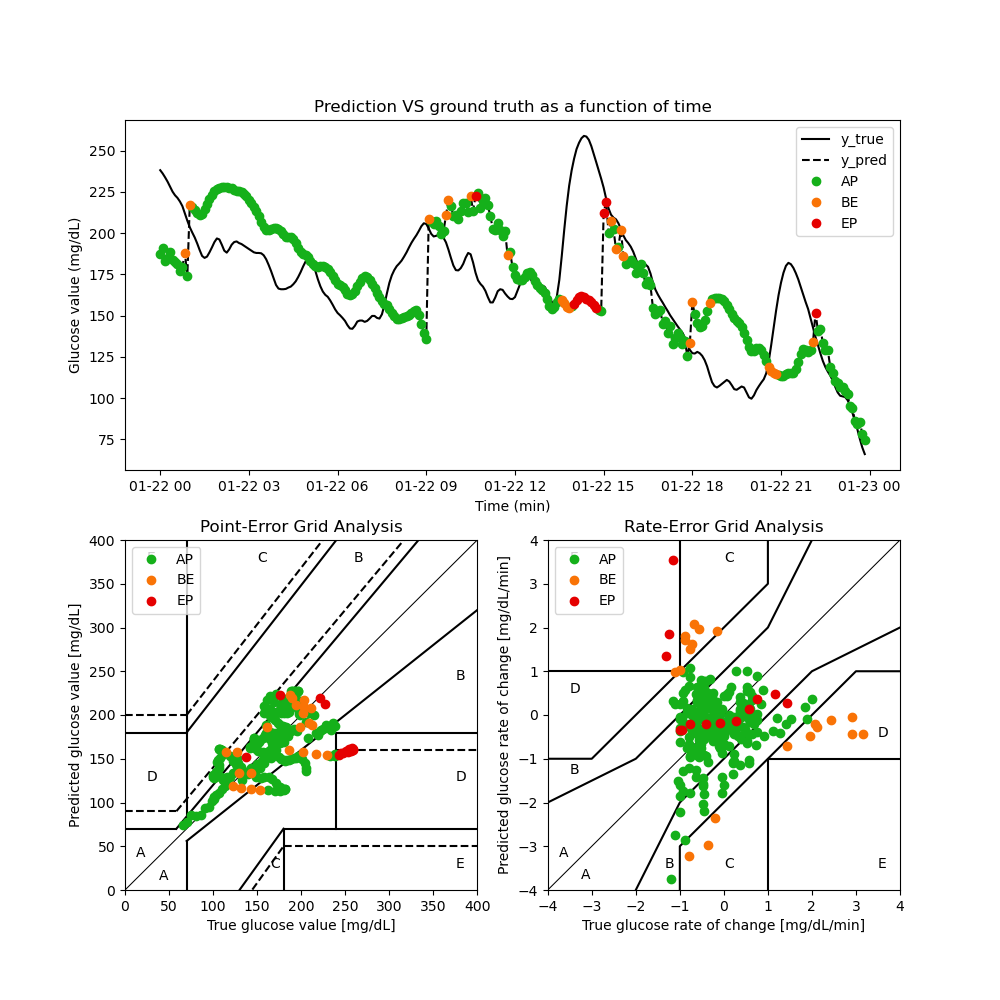 Prediction VS ground truth as a function of time
Glucose value (mg/dL)
250
225
200
175
150
125
100
75
y_true
y_pred
AP
BE
EP
01-22 00 01-22 03 01-22 06 01-22 09 01-22 12 01-22 15 01-22 18 01-22 21 01-23 00
Time (min)
Point-Error Grid Analysis
Predicted glucose value [mg/dL]
400
350
300
250
200
150
100
50
0
AP
BE
EP
C
B
B
D
D
A
A
C
E
0 50 100 150 200 250 300 350 400
True glucose value [mg/dL]
Rate-Error Grid Analysis
Predicted glucose rate of change [mg/dL/min]
4
3
2
1
0
−1
−2
−3
−4
AP
BE
EP
C
D
D
B
A
A
B
C
E
−4 −3 −2 −1 0 1 2 3 4
True glucose rate of change [mg/dL/min]